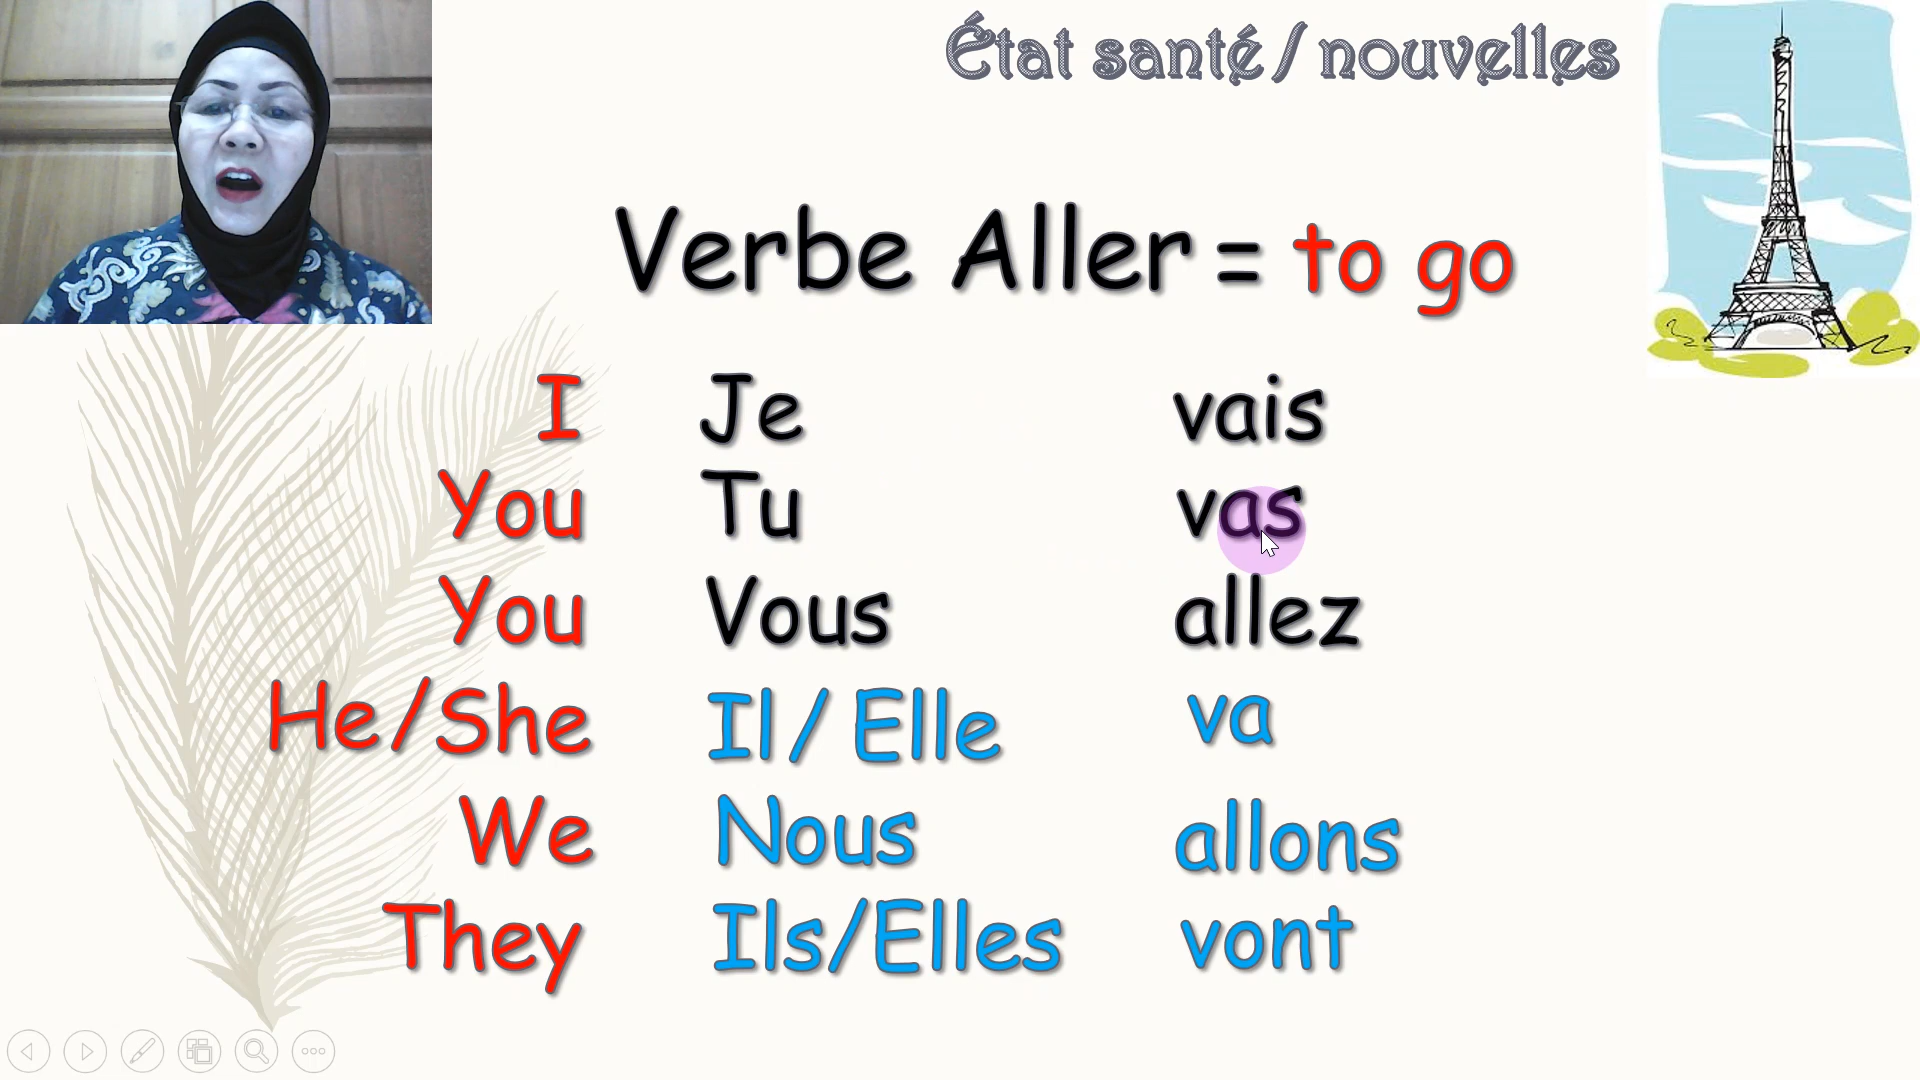 État santé / nouvelles
Verbe Aller = to go
I Je vais
You Tu vas
You Vous allez
He/She Il/ Elle va
We Nous allons
They Ils/Elles vont